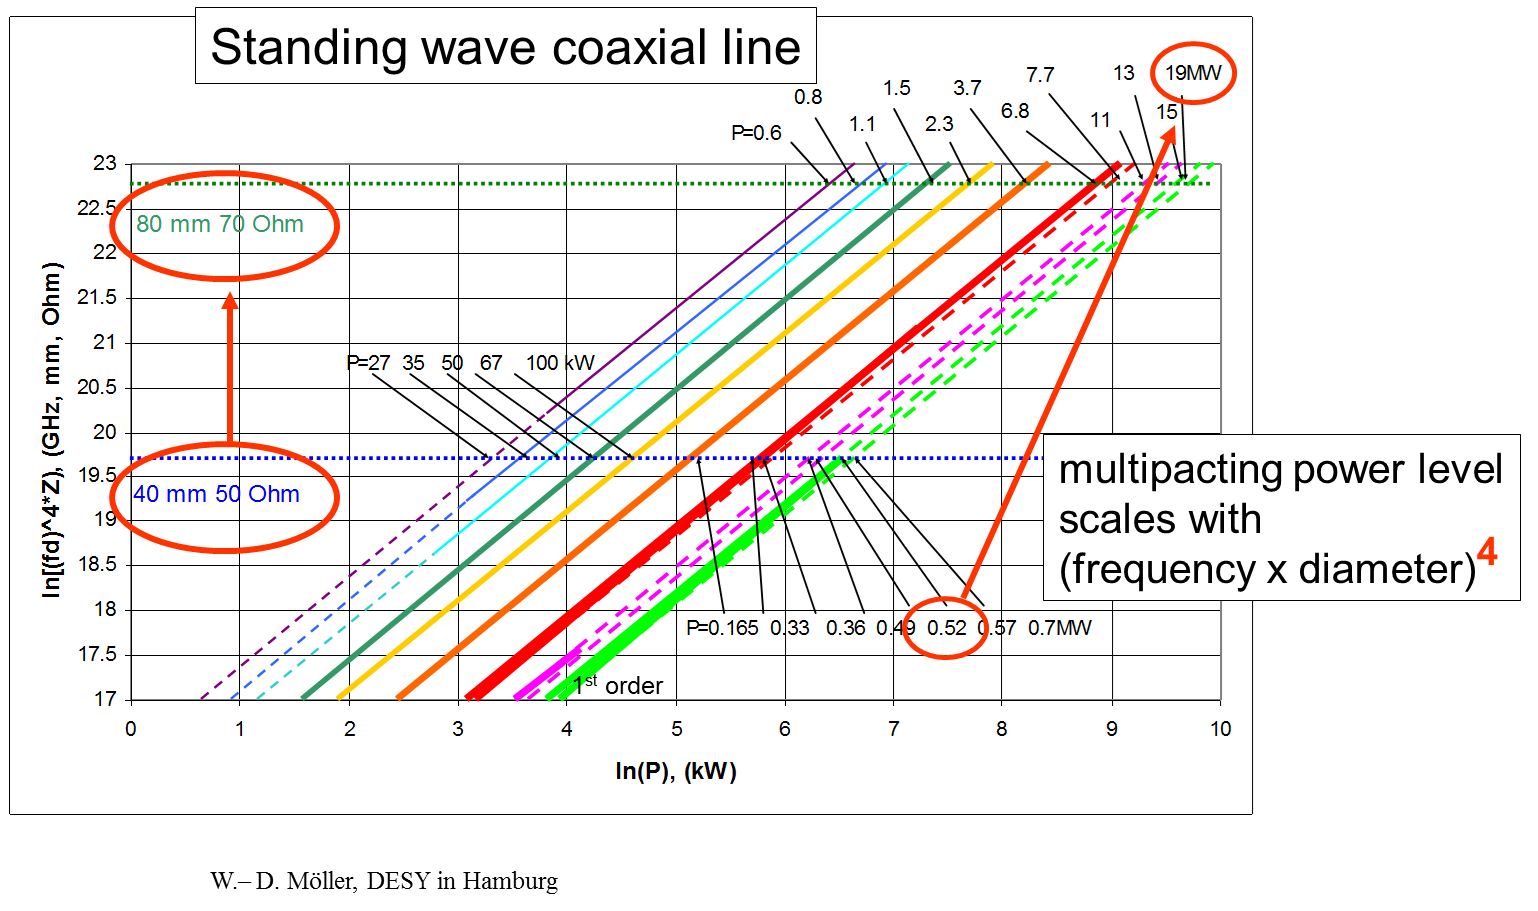 Standing wave coaxial line
0.8
1.5
3.7
7.7
13
19MW
P=0.6
1.1
2.3
6.8
11
15
23
22.5
22
21.5
21
20.5
20
19.5
19
18.5
18
17.5
17
80 mm 70 Ohm
P=27 35 50 67 100 kW
40 mm 50 Ohm
multipacting power level
scales with
(frequency x diameter)4
P=0.165 0.33 0.36 0.49 0.52 0.57 0.7MW
1st order
0 1 2 3 4 5 6 7 8 9 10
ln(P), (kW)
ln[(fd)^4*Z), (GHz, mm, Ohm)
W.– D. Möller, DESY in Hamburg